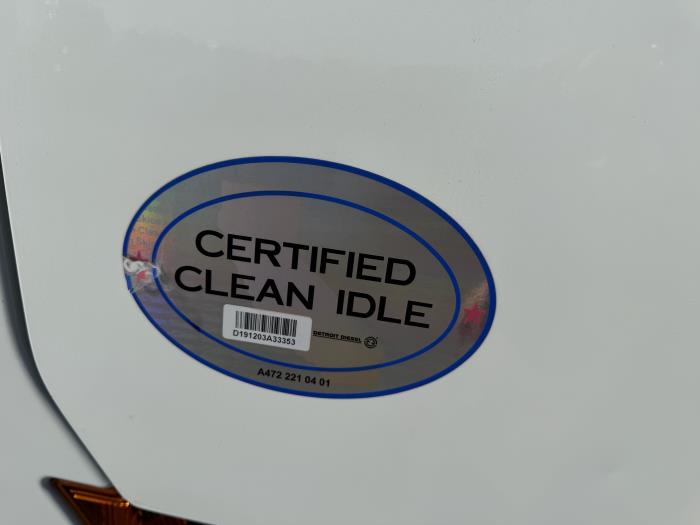 CERTIFIED
CLEAN IDLE
D191203A33353
DETROIT DIESEL
A472 221 04 01